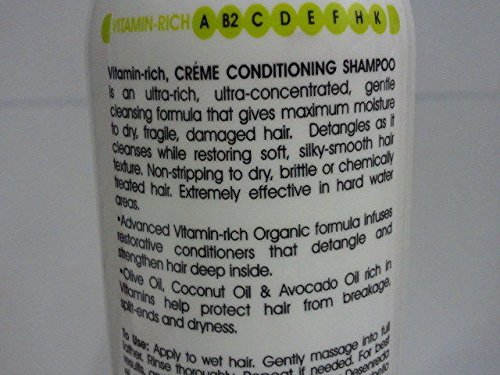 VITAMIN-RICH A B2 C D E F H K
Vitamin-rich, CRÉME CONDITIONING SHAMPOO
is an ultra-rich, ultra-concentrated, gentle
cleansing formula that gives maximum moisture
to dry, fragile, damaged hair. Detangles as it
cleanses while restoring soft, silky-smooth hair
texture. Non-stripping to dry, brittle or chemically
treated hair. Extremely effective in hard water
areas.
•Advanced Vitamin-rich Organic formula infuses
restorative conditioners that detangle and
strengthen hair deep inside.
•Olive Oil, Coconut Oil & Avocado Oil rich in
Vitamins help protect hair from breakage,
split-ends and dryness.
To Use: Apply to wet hair. Gently massage into full
lather. Rinse thoroughly. Repeat if needed. For best
results, Desenreda